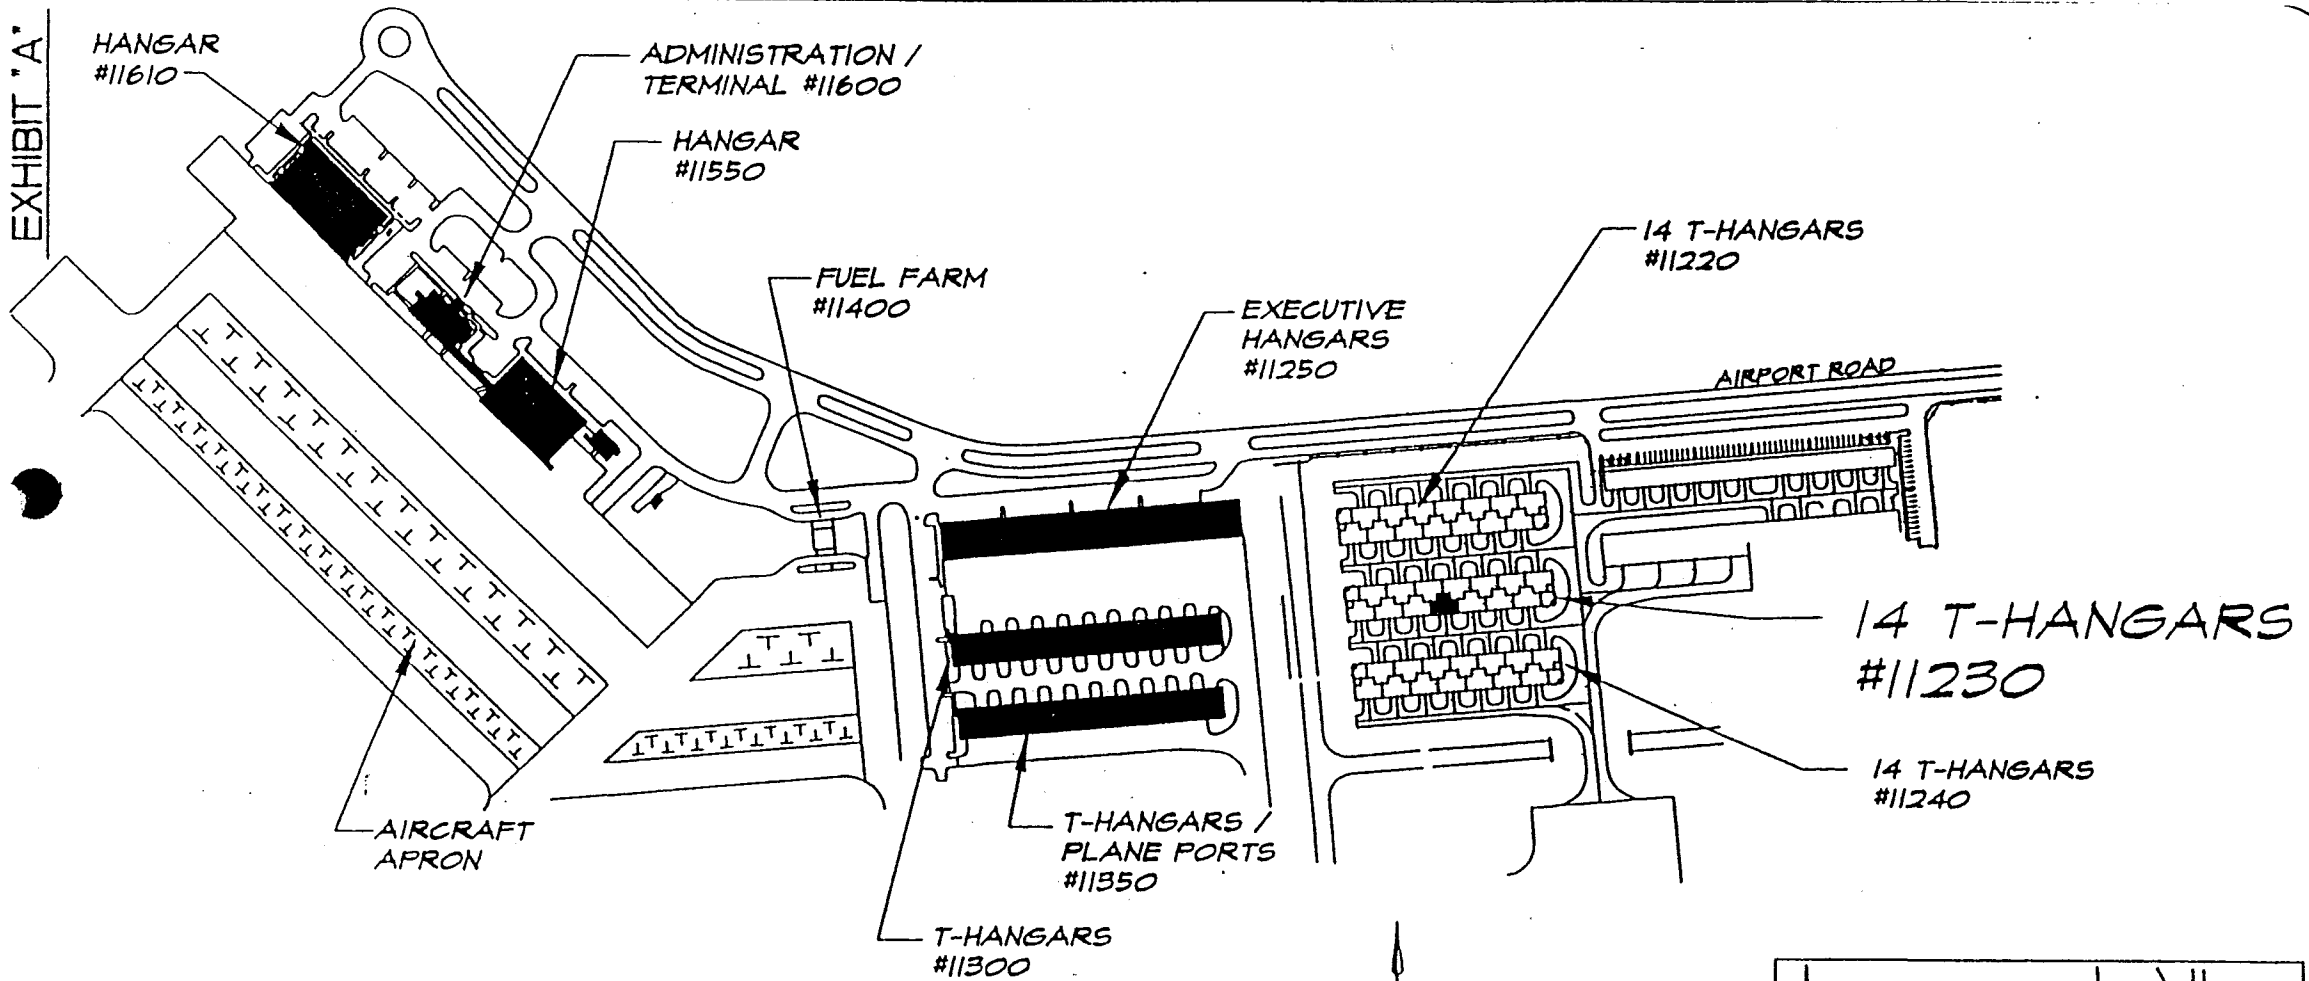 EXHIBIT "A"
HANGAR
#11610
ADMINISTRATION /
TERMINAL #11600
HANGAR
#11550
FUEL FARM
#11400
EXECUTIVE
HANGARS
#11250
14 T-HANGARS
#11220
AIRPORT ROAD
14 T-HANGARS
#11230
14 T-HANGARS
#11240
T-HANGARS /
PLANE PORTS
#11350
T-HANGARS
#11300
AIRCRAFT
APRON